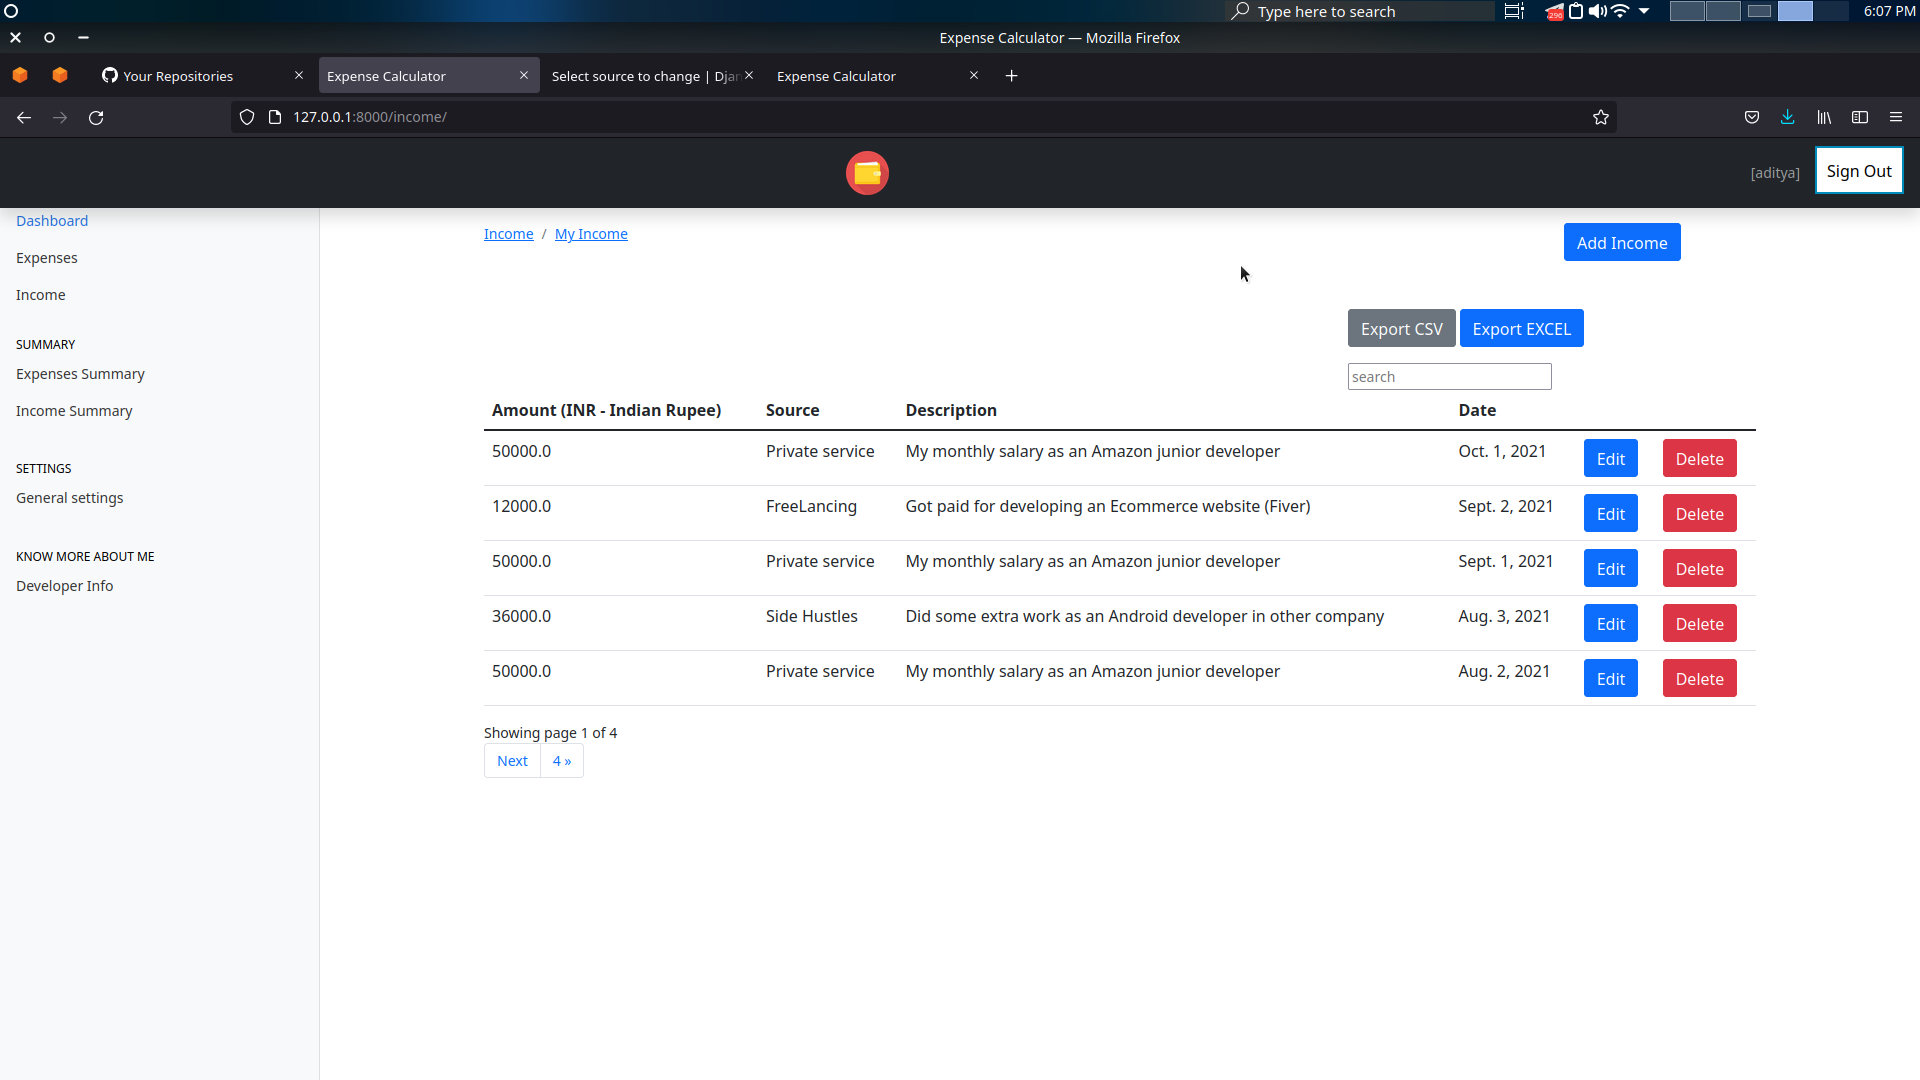 Type here to search
296
6:07 PM
Expense Calculator — Mozilla Firefox
Your Repositories
Expense Calculator
Select source to change | Djan
Expense Calculator
127.0.0.1:8000/income/
[aditya]
Sign Out
Dashboard
Expenses
Income
SUMMARY
Expenses Summary
Income Summary
SETTINGS
General settings
KNOW MORE ABOUT ME
Developer Info
Income / My Income
Add Income
Export CSV
Export EXCEL
search
Amount (INR - Indian Rupee) Source Description Date
50000.0 Private service My monthly salary as an Amazon junior developer Oct. 1, 2021 Edit Delete
12000.0 FreeLancing Got paid for developing an Ecommerce website (Fiver) Sept. 2, 2021 Edit Delete
50000.0 Private service My monthly salary as an Amazon junior developer Sept. 1, 2021 Edit Delete
36000.0 Side Hustles Did some extra work as an Android developer in other company Aug. 3, 2021 Edit Delete
50000.0 Private service My monthly salary as an Amazon junior developer Aug. 2, 2021 Edit Delete
Showing page 1 of 4
Next 4 »